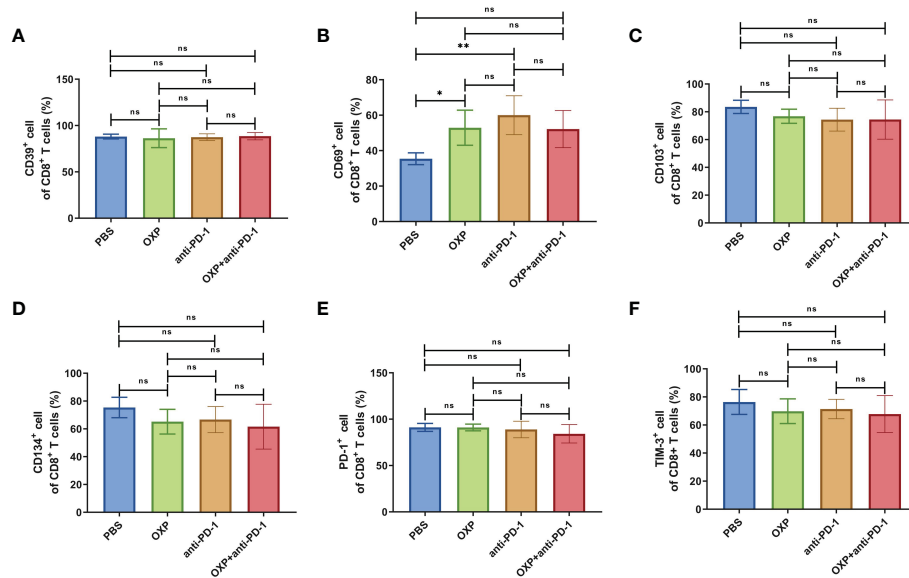 A
ns
ns
ns
ns
ns
ns
150
100
50
0
CD39⁺ cell
of CD8⁺ T cells (%)
PBS
OXP
anti-PD-1
OXP+anti-PD-1
B
ns
ns
**
ns
ns
*
80
60
40
20
0
CD69⁺ cell
of CD8⁺ T cells (%)
PBS
OXP
anti-PD-1
OXP+anti-PD-1
C
ns
ns
ns
ns
ns
ns
100
80
60
40
20
0
CD103⁺ cell
of CD8⁺ T cells (%)
PBS
OXP
anti-PD-1
OXP+anti-PD-1
D
ns
ns
ns
ns
ns
ns
100
80
60
40
20
0
CD134⁺ cell
of CD8⁺ T cells (%)
PBS
OXP
anti-PD-1
OXP+anti-PD-1
E
ns
ns
ns
ns
ns
ns
150
100
50
0
PD-1⁺ cell
of CD8⁺ T cells (%)
PBS
OXP
anti-PD-1
OXP+anti-PD-1
F
ns
ns
ns
ns
ns
ns
100
80
60
40
20
0
TIM-3⁺ cell
of CD8+ T cells (%)
PBS
OXP
anti-PD-1
OXP+anti-PD-1